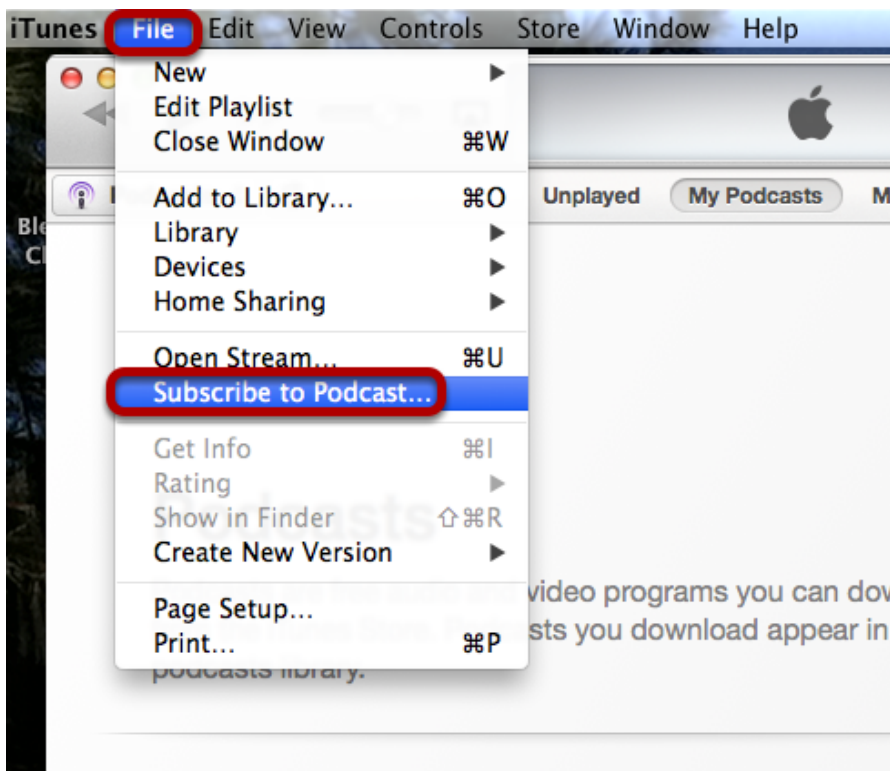 iTunes File Edit View Controls Store Window Help
New ▶
Edit Playlist
Close Window ⌘W
Unplayed My Podcasts M
Add to Library... ⌘O
Library ▶
Devices ▶
Home Sharing ▶
Open Stream... ⌘U
Subscribe to Podcast...
Get Info ⌘I
Rating ▶
Show in Finder ⇧⌘R
Create New Version ▶
Page Setup...
Print... ⌘P
Podcasts
video programs you can dow
sts you download appear in
podcasts library.